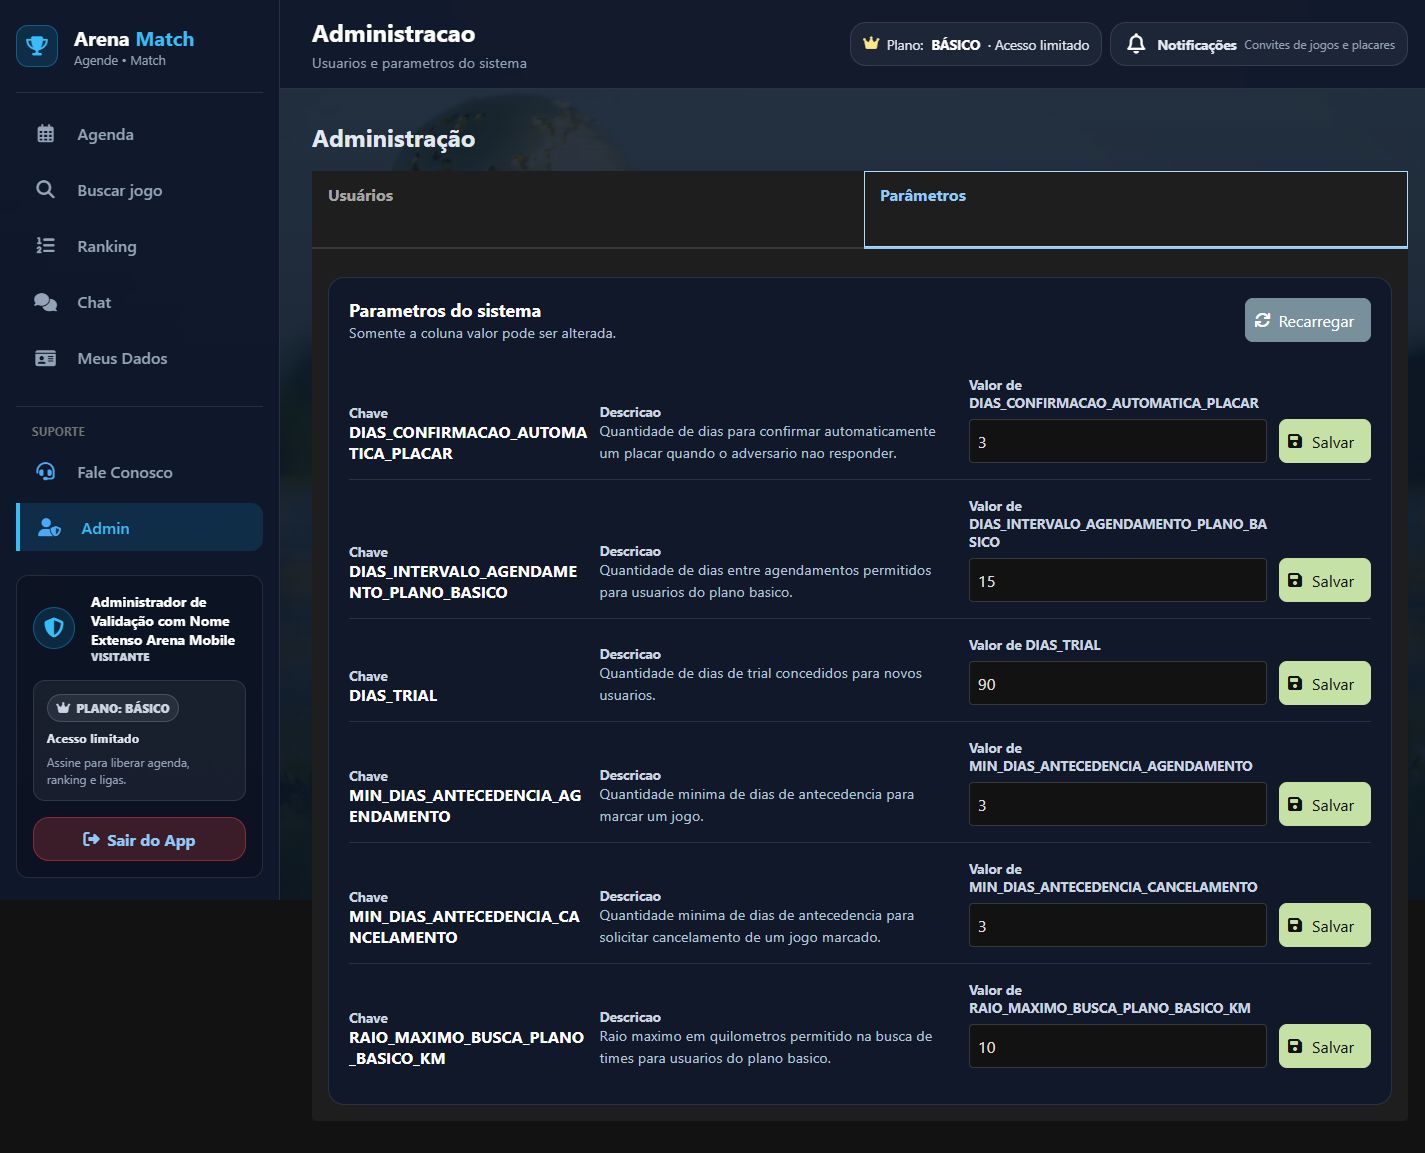 Arena Match
Agende • Match
Agenda
Buscar jogo
Ranking
Chat
Meus Dados
SUPORTE
Fale Conosco
Admin
Administrador de
Validação com Nome
Extenso Arena Mobile
VISITANTE
PLANO: BÁSICO
Acesso limitado
Assine para liberar agenda,
ranking e ligas.
Sair do App
Administracao
Usuarios e parametros do sistema
Plano: BÁSICO · Acesso limitado
Notificações Convites de jogos e placares
Administração
Usuários
Parâmetros
Parametros do sistema
Somente a coluna valor pode ser alterada.
Recarregar
Chave
DIAS_CONFIRMACAO_AUTOMA
TICA_PLACAR
Descricao
Quantidade de dias para confirmar automaticamente
um placar quando o adversario nao responder.
Valor de
DIAS_CONFIRMACAO_AUTOMATICA_PLACAR
3
Salvar
Chave
DIAS_INTERVALO_AGENDAME
NTO_PLANO_BASICO
Descricao
Quantidade de dias entre agendamentos permitidos
para usuarios do plano basico.
Valor de
DIAS_INTERVALO_AGENDAMENTO_PLANO_BA
SICO
15
Salvar
Chave
DIAS_TRIAL
Descricao
Quantidade de dias de trial concedidos para novos
usuarios.
Valor de DIAS_TRIAL
90
Salvar
Chave
MIN_DIAS_ANTECEDENCIA_AG
ENDAMENTO
Descricao
Quantidade minima de dias de antecedencia para
marcar um jogo.
Valor de
MIN_DIAS_ANTECEDENCIA_AGENDAMENTO
3
Salvar
Chave
MIN_DIAS_ANTECEDENCIA_CA
NCELAMENTO
Descricao
Quantidade minima de dias de antecedencia para
solicitar cancelamento de um jogo marcado.
Valor de
MIN_DIAS_ANTECEDENCIA_CANCELAMENTO
3
Salvar
Chave
RAIO_MAXIMO_BUSCA_PLANO
_BASICO_KM
Descricao
Raio maximo em quilometros permitido na busca de
times para usuarios do plano basico.
Valor de
RAIO_MAXIMO_BUSCA_PLANO_BASICO_KM
10
Salvar